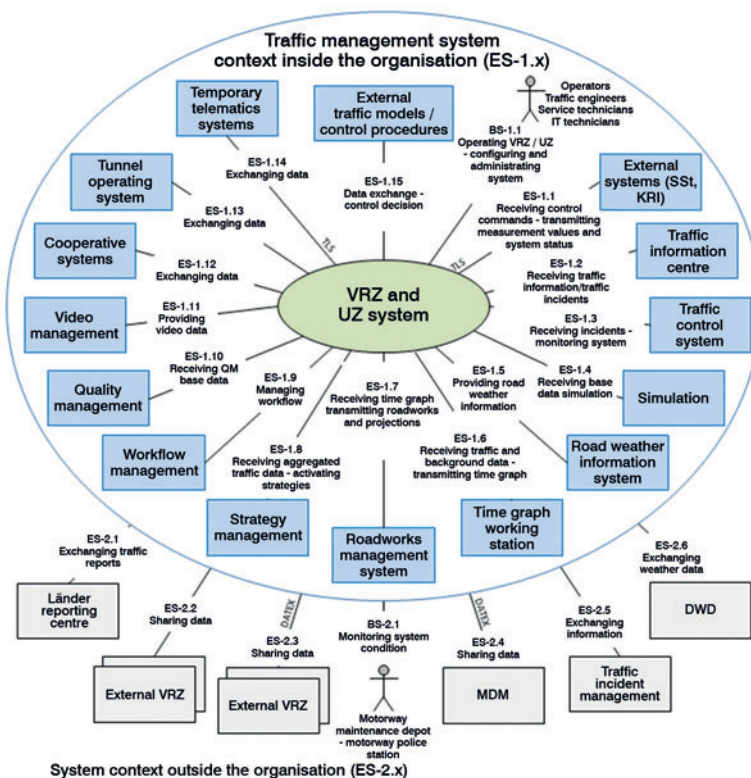 Traffic management system
context inside the organisation (ES-1.x)
Temporary
telematics
systems
External
traffic models /
control procedures
Operators
Traffic engineers
Service technicians
IT technicians
BS-1.1
Operating VRZ / UZ
- configuring and
administrating
system
Tunnel
operating
system
ES-1.14
Exchanging data
ES-1.15
Data exchange -
control decision
External
systems (SSt,
KRI)
ES-1.13
Exchanging data
TLS
ES-1.1
Receiving control
commands - transmitting
measurement values and
system status
TLS
Cooperative
systems
ES-1.12
Exchanging data
ES-1.2
Receiving traffic
information/traffic
incidents
Traffic
information
centre
VRZ and
UZ system
Video
management
ES-1.11
Providing
video data
ES-1.3
Receiving incidents -
monitoring system
Traffic
control
system
Quality
management
ES-1.10
Receiving QM
base data
ES-1.9
Managing
workflow
ES-1.7
Receiving time graph
transmitting roadworks
and projections
ES-1.5
Providing road
weather
information
ES-1.4
Receiving base
data simulation
Simulation
Workflow
management
ES-1.8
Receiving aggregated
traffic data - activating
strategies
ES-1.6
Receiving traffic and
background data -
transmitting time graph
Road weather
information
system
Strategy
management
Roadworks
management
system
Time graph
working
station
ES-2.1
Exchanging traffic
reports
ES-2.6
Exchanging
weather data
Länder
reporting
centre
ES-2.2
Sharing data
DATEX
ES-2.3
Sharing data
BS-2.1
Monitoring system
condition
DATEX
ES-2.4
Sharing data
ES-2.5
Exchanging
information
DWD
External VRZ
External VRZ
Motorway
maintenance depot
- motorway police
station
MDM
Traffic
incident
management
System context outside the organisation (ES-2.x)